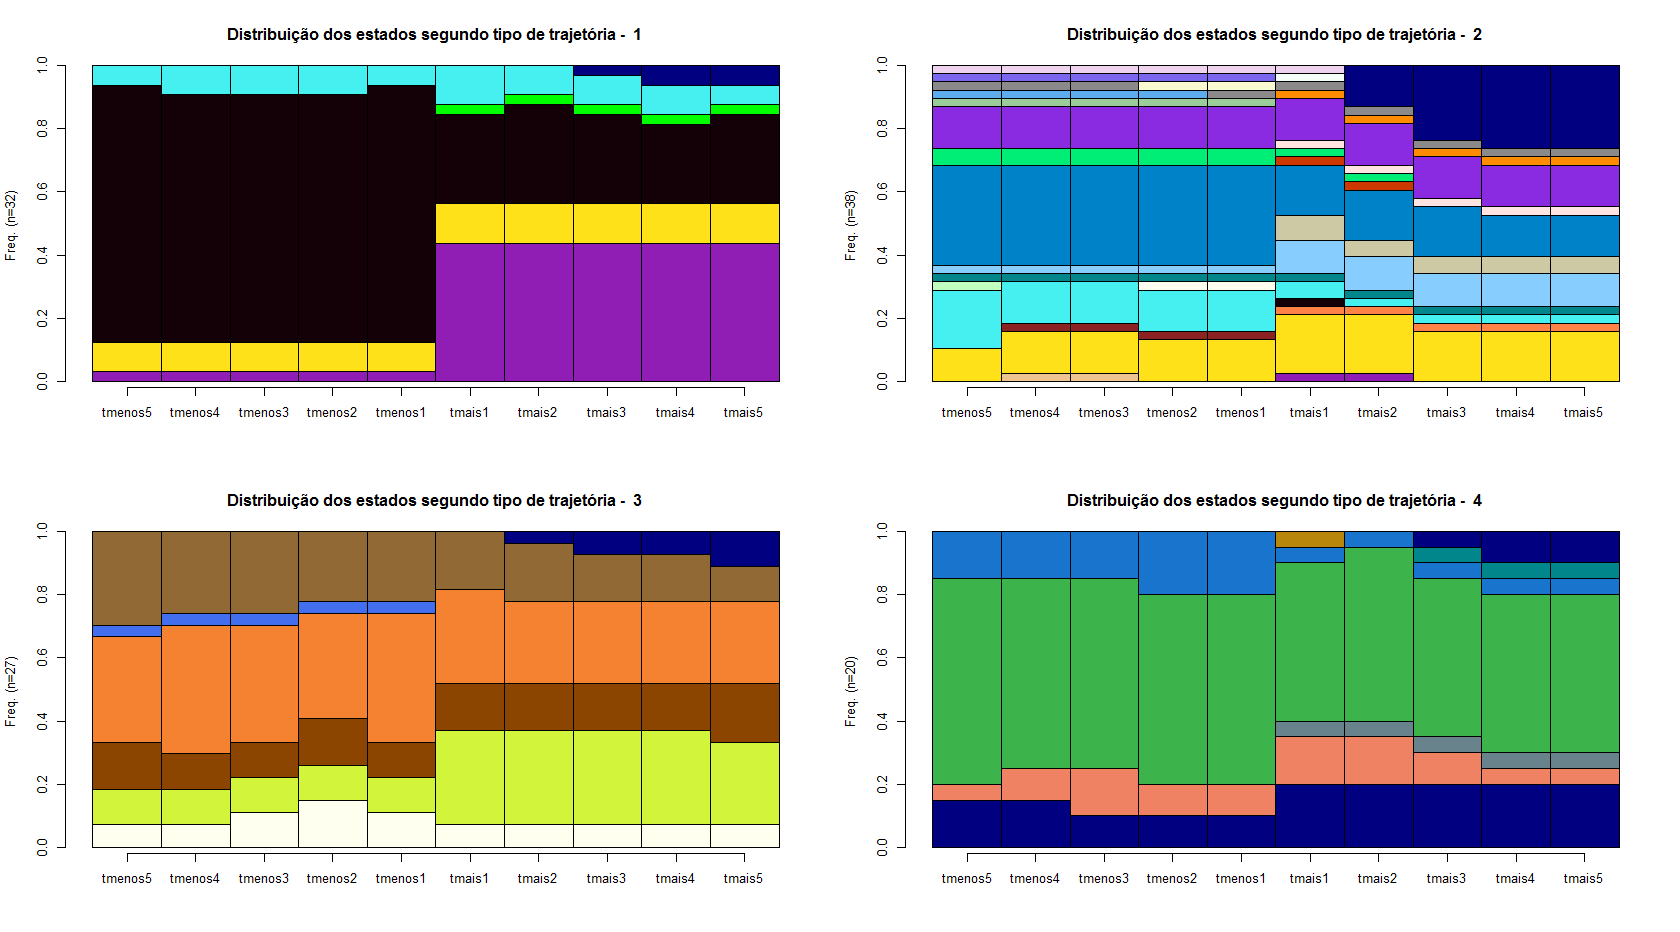 Distribuição dos estados segundo tipo de trajetória - 1
Freq. (n=32)
0.0 0.2 0.4 0.6 0.8 1.0
tmenos5 tmenos4 tmenos3 tmenos2 tmenos1 tmais1 tmais2 tmais3 tmais4 tmais5
Distribuição dos estados segundo tipo de trajetória - 2
Freq. (n=38)
0.0 0.2 0.4 0.6 0.8 1.0
tmenos5 tmenos4 tmenos3 tmenos2 tmenos1 tmais1 tmais2 tmais3 tmais4 tmais5
Distribuição dos estados segundo tipo de trajetória - 3
Freq. (n=27)
0.0 0.2 0.4 0.6 0.8 1.0
tmenos5 tmenos4 tmenos3 tmenos2 tmenos1 tmais1 tmais2 tmais3 tmais4 tmais5
Distribuição dos estados segundo tipo de trajetória - 4
Freq. (n=20)
0.0 0.2 0.4 0.6 0.8 1.0
tmenos5 tmenos4 tmenos3 tmenos2 tmenos1 tmais1 tmais2 tmais3 tmais4 tmais5